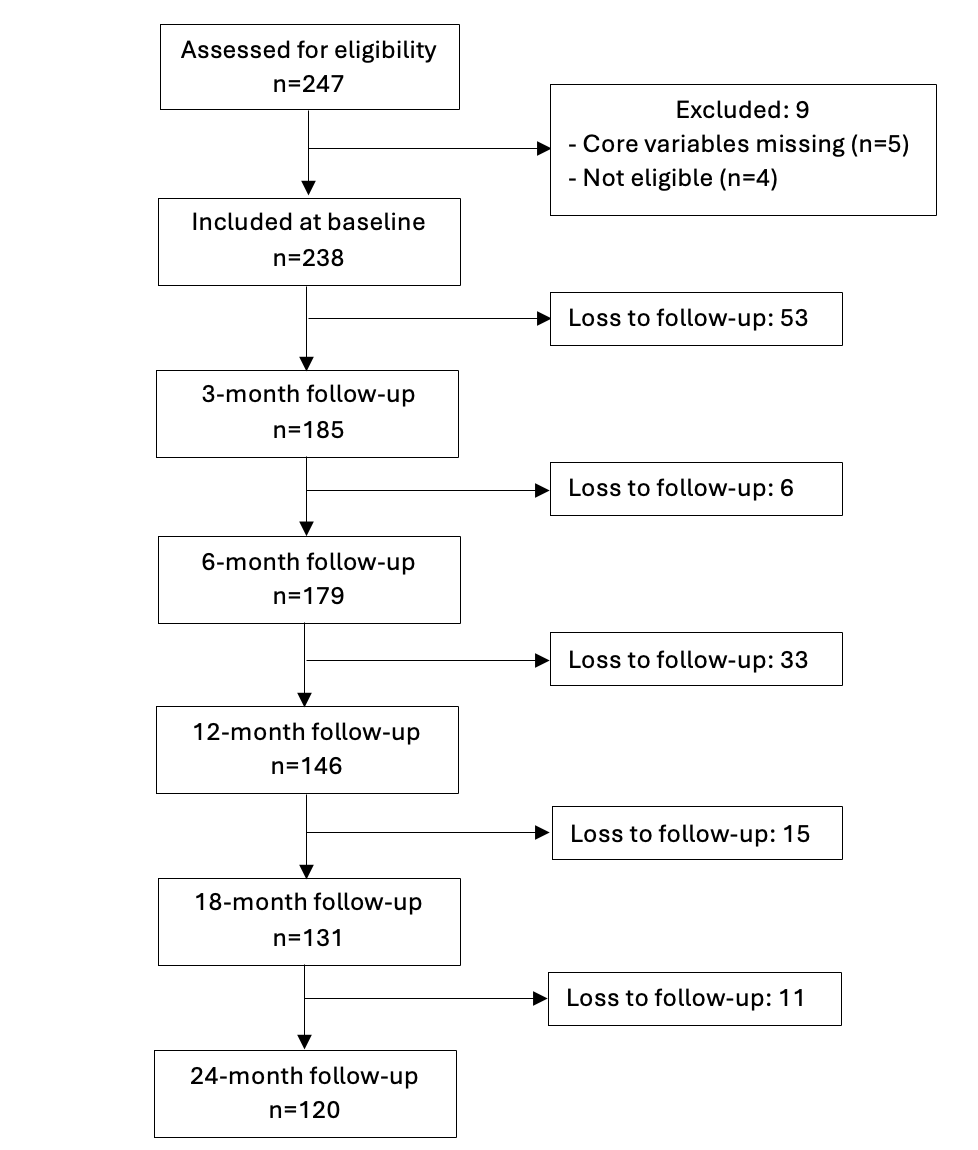 Assessed for eligibility
n=247
Excluded: 9
- Core variables missing (n=5)
- Not eligible (n=4)
Included at baseline
n=238
Loss to follow-up: 53
3-month follow-up
n=185
Loss to follow-up: 6
6-month follow-up
n=179
Loss to follow-up: 33
12-month follow-up
n=146
Loss to follow-up: 15
18-month follow-up
n=131
Loss to follow-up: 11
24-month follow-up
n=120